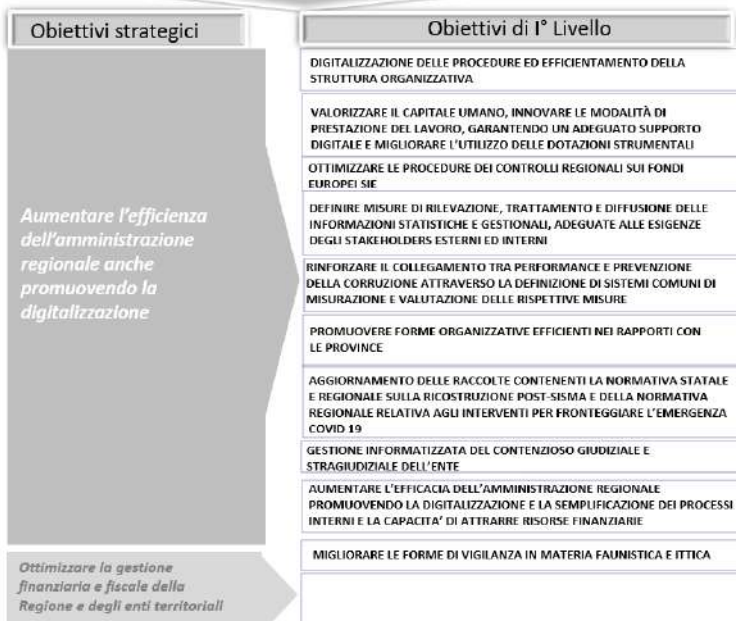 Obiettivi strategici
Obiettivi di I° Livello
Aumentare l'efficienza
dell'amministrazione
regionale anche
promuovendo la
digitalizzazione
DIGITALIZZAZIONE DELLE PROCEDURE ED EFFICIENTAMENTO DELLA
STRUTTURA ORGANIZZATIVA
VALORIZZARE IL CAPITALE UMANO, INNOVARE LE MODALITÀ DI
PRESTAZIONE DEL LAVORO, GARANTENDO UN ADEGUATO SUPPORTO
DIGITALE E MIGLIORARE L'UTILIZZO DELLE DOTAZIONI STRUMENTALI
OTTIMIZZARE LE PROCEDURE DEI CONTROLLI REGIONALI SUI FONDI
EUROPEI SIE
DEFINIRE MISURE DI RILEVAZIONE, TRATTAMENTO E DIFFUSIONE DELLE
INFORMAZIONI STATISTICHE E GESTIONALI, ADEGUATE ALLE ESIGENZE
DEGLI STAKEHOLDERS ESTERNI ED INTERNI
RINFORZARE IL COLLEGAMENTO TRA PERFORMANCE E PREVENZIONE
DELLA CORRUZIONE ATTRAVERSO LA DEFINIZIONE DI SISTEMI COMUNI DI
MISURAZIONE E VALUTAZIONE DELLE RISPETTIVE MISURE
PROMUOVERE FORME ORGANIZZATIVE EFFICIENTI NEI RAPPORTI CON
LE PROVINCE
AGGIORNAMENTO DELLE RACCOLTE CONTENENTI LA NORMATIVA STATALE
E REGIONALE SULLA RICOSTRUZIONE POST-SISMA E DELLA NORMATIVA
REGIONALE RELATIVA AGLI INTERVENTI PER FRONTEGGIARE L'EMERGENZA
COVID 19
GESTIONE INFORMATIZZATA DEL CONTENZIOSO GIUDIZIALE E
STRAGIUDIZIALE DELL'ENTE
AUMENTARE L'EFFICACIA DELL'AMMINISTRAZIONE REGIONALE
PROMUOVENDO LA DIGITALIZZAZIONE E LA SEMPLIFICAZIONE DEI PROCESSI
INTERNI E LA CAPACITA' DI ATTRARRE RISORSE FINANZIARIE
MIGLIORARE LE FORME DI VIGILANZA IN MATERIA FAUNISTICA E ITTICA
Ottimizzare la gestione
finanziaria e fiscale della
Regione e degli enti territoriali